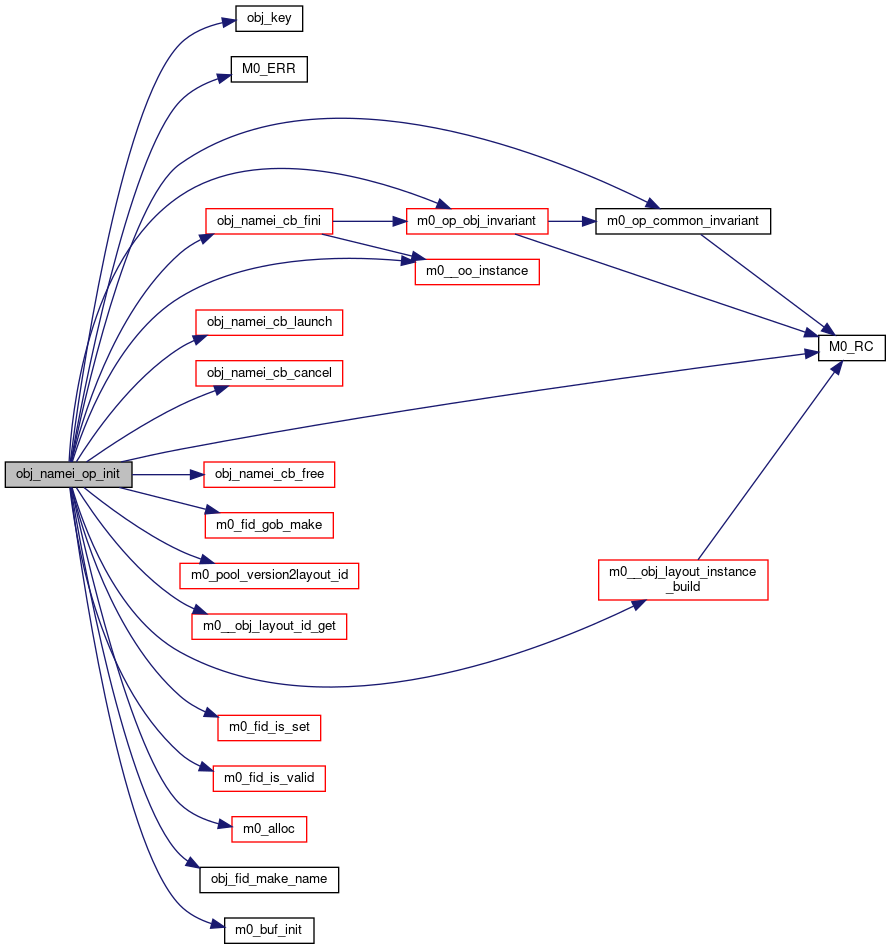 obj_key
M0_ERR
obj_namei_cb_fini
m0_op_obj_invariant
m0_op_common_invariant
m0__oo_instance
obj_namei_cb_launch
M0_RC
obj_namei_cb_cancel
obj_namei_op_init
obj_namei_cb_free
m0_fid_gob_make
m0_pool_version2layout_id
m0__obj_layout_instance
_build
m0__obj_layout_id_get
m0_fid_is_set
m0_fid_is_valid
m0_alloc
obj_fid_make_name
m0_buf_init